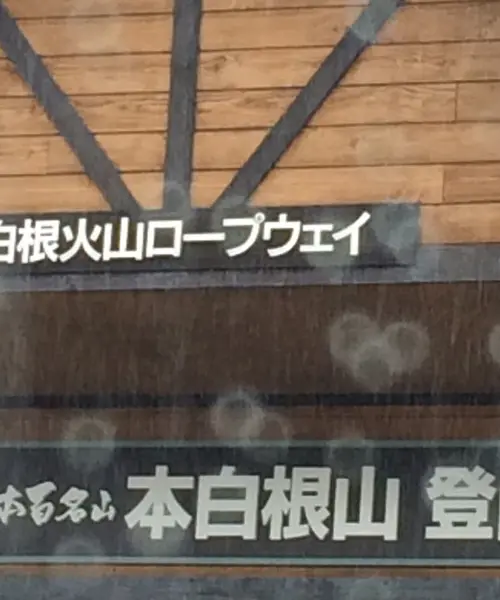 白根火山ロープウェイ
本百名山 本白根山 登